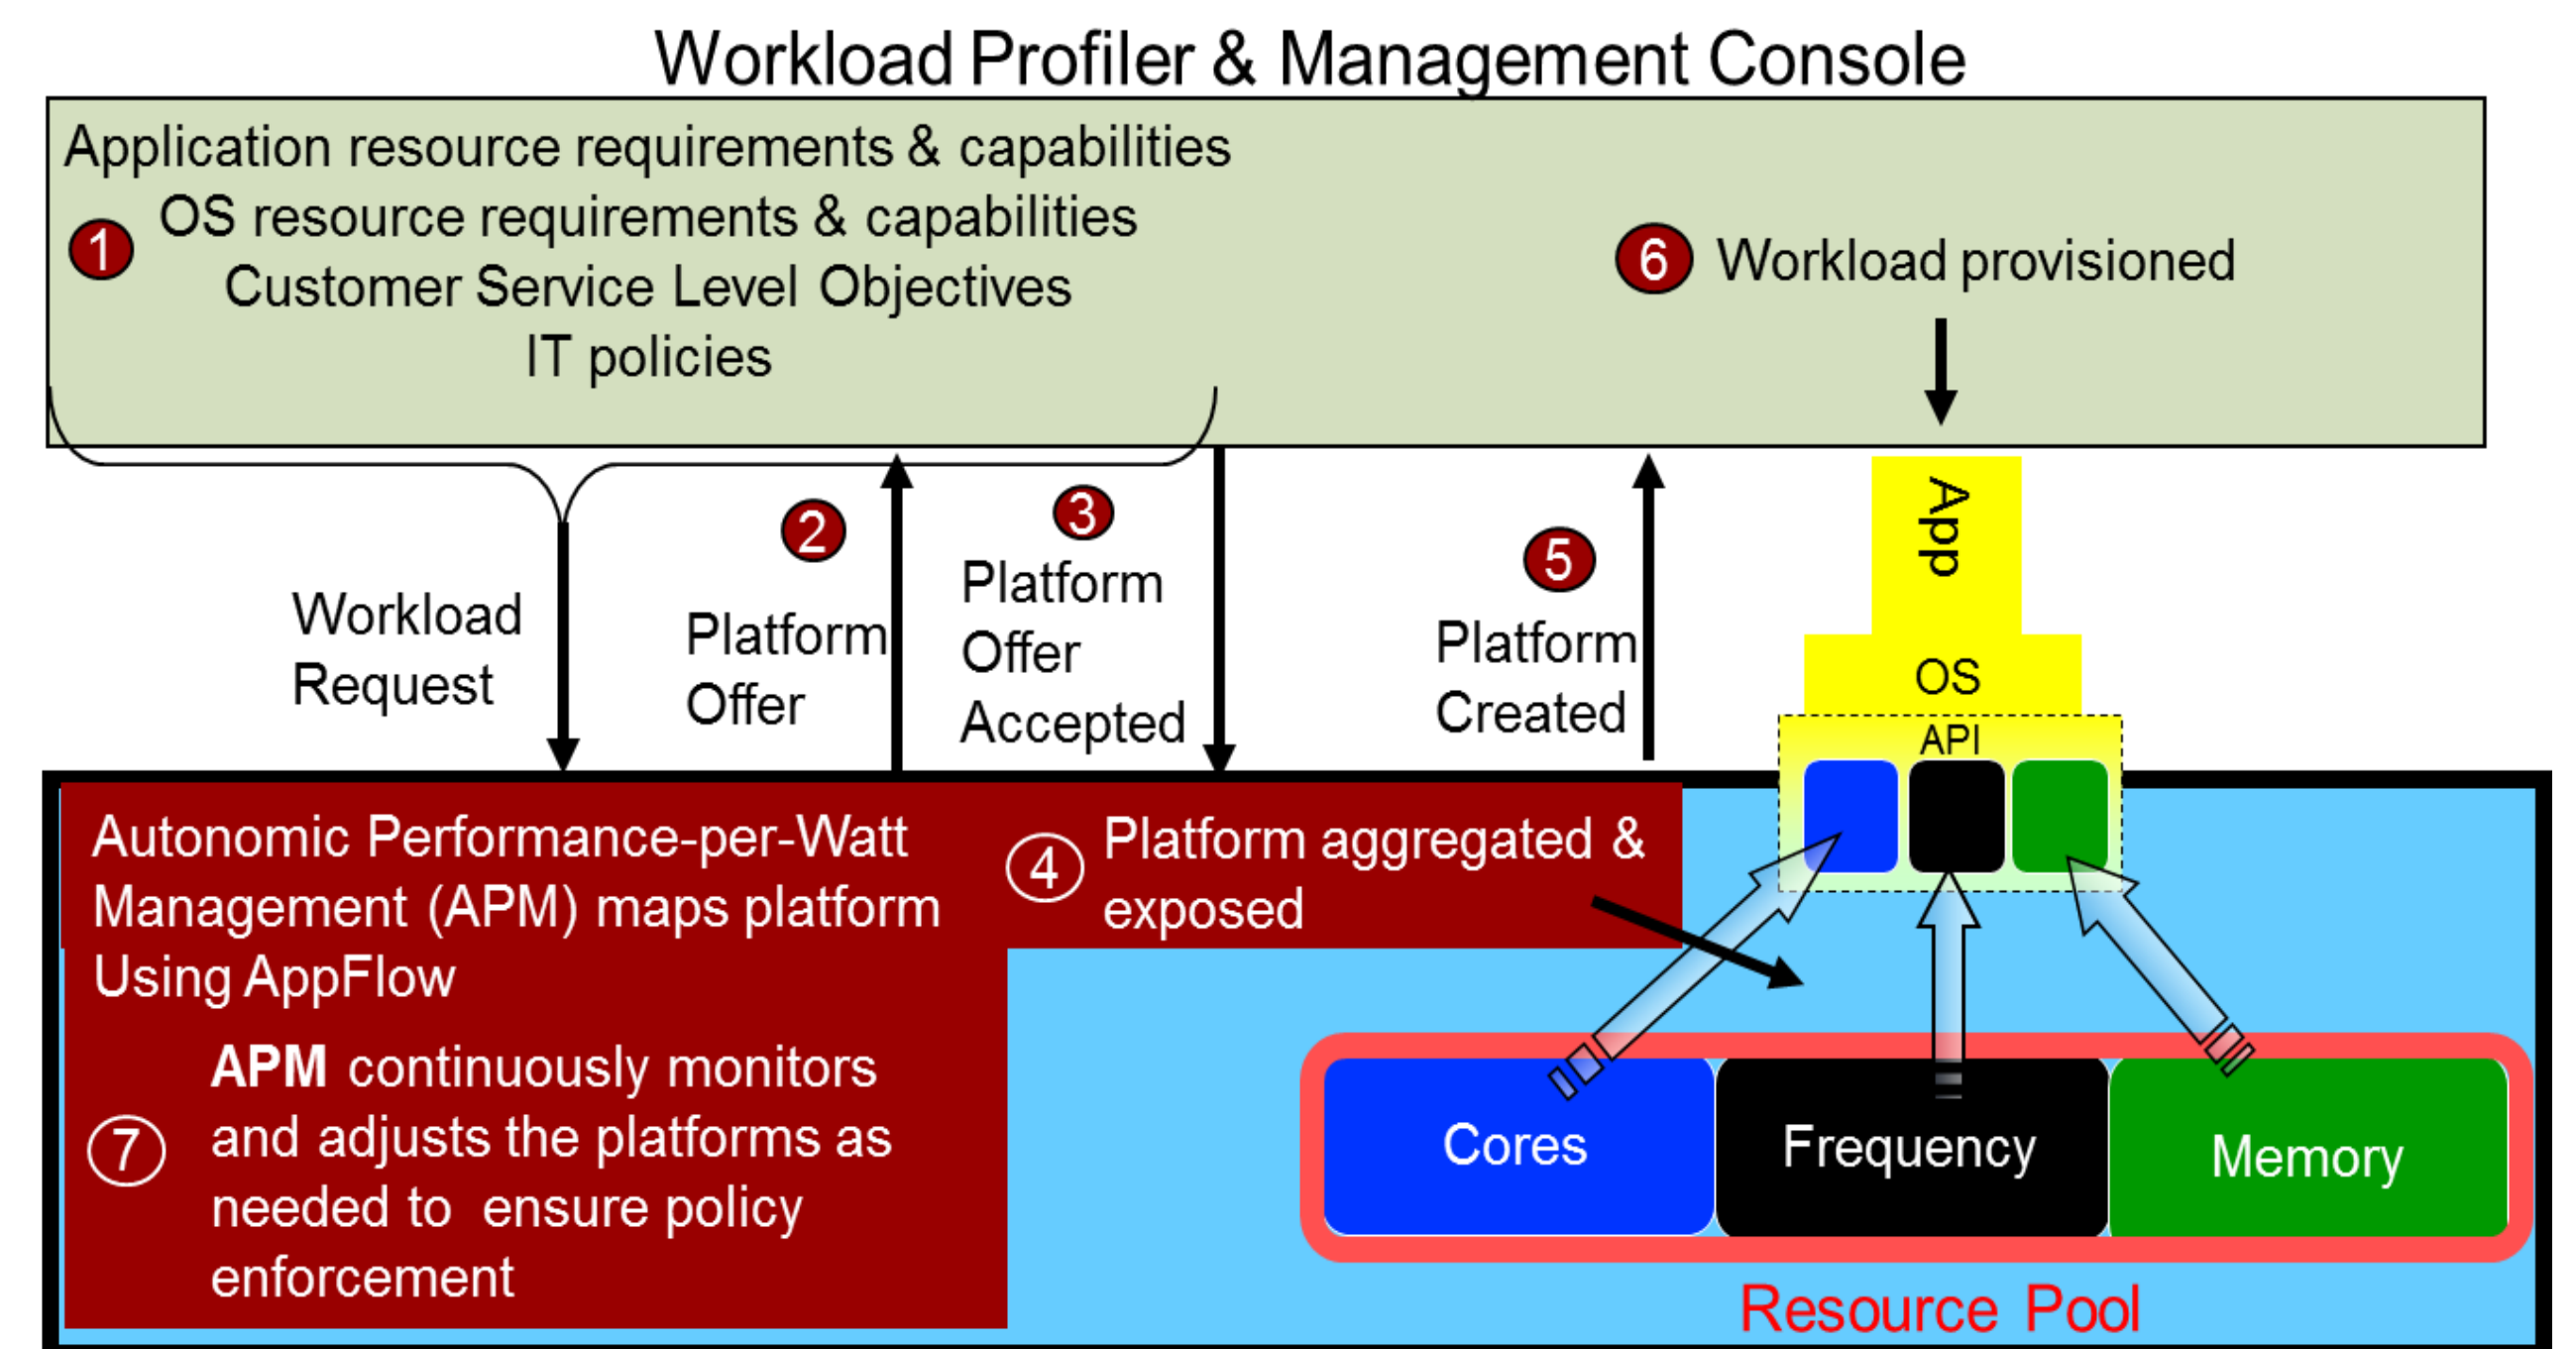 Workload Profiler & Management Console
Application resource requirements & capabilities
1
OS resource requirements & capabilities
Customer Service Level Objectives
IT policies
6 Workload provisioned
Workload
Request
2
Platform
Offer
3
Platform
Offer
Accepted
5
Platform
Created
App
OS
API
Autonomic Performance-per-Watt
Management (APM) maps platform
Using AppFlow
4 Platform aggregated &
exposed
7
APM continuously monitors
and adjusts the platforms as
needed to ensure policy
enforcement
Cores
Frequency
Memory
Resource Pool